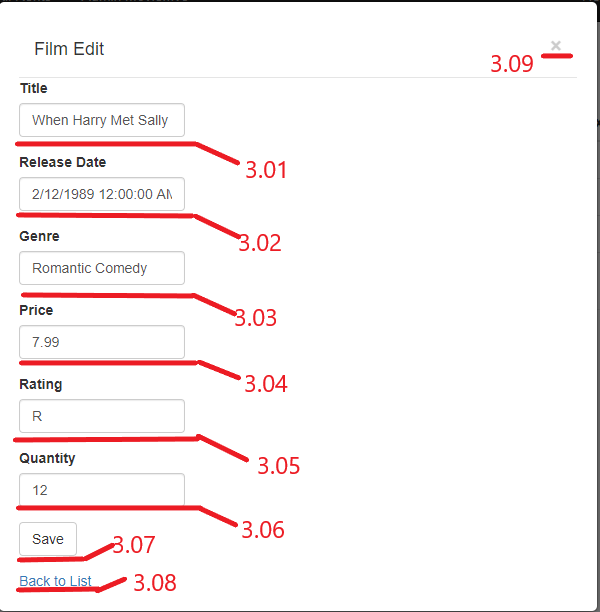 Film Edit
×
3.09
Title
When Harry Met Sally
3.01
Release Date
2/12/1989 12:00:00 AM
3.02
Genre
Romantic Comedy
3.03
Price
7.99
3.04
Rating
R
3.05
Quantity
12
3.06
Save
3.07
Back to List
3.08